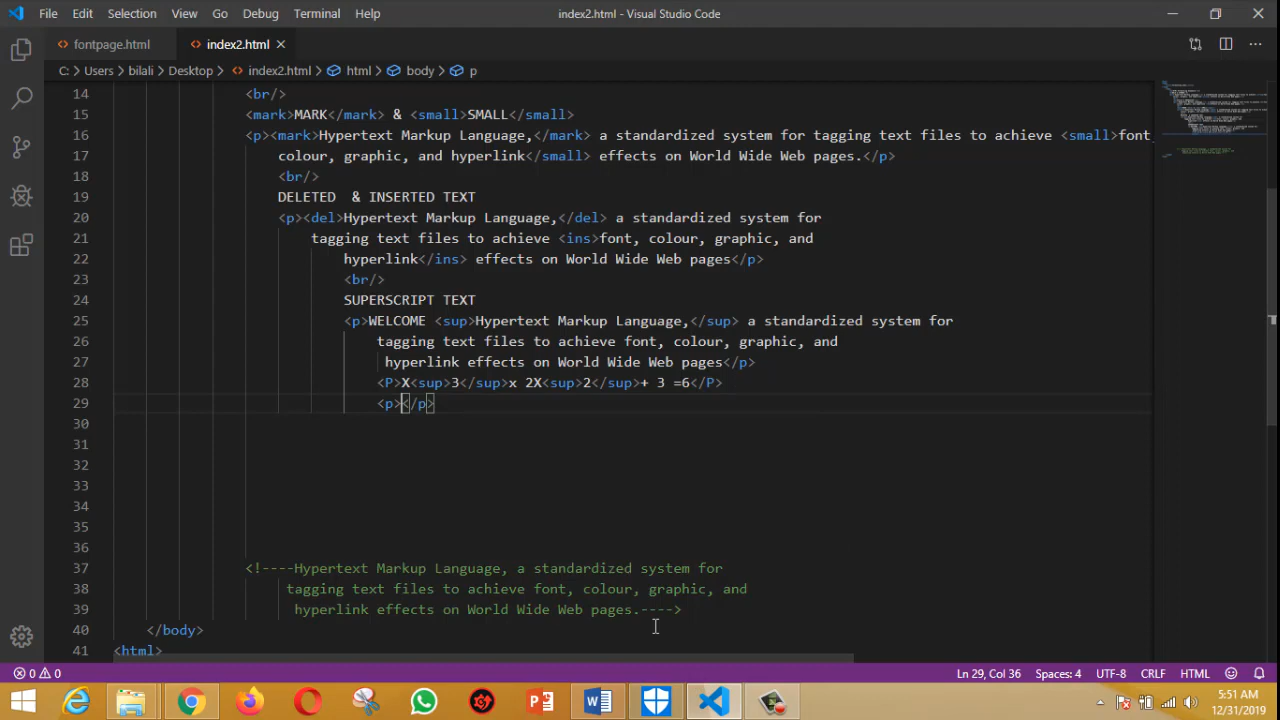 File Edit Selection View Go Debug Terminal Help index2.html - Visual Studio Code
fontpage.html index2.html
C: > Users > bilali > Desktop > index2.html > html > body > p
14 <br/>
15 <mark>MARK</mark> & <small>SMALL</small>
16 <p><mark>Hypertext Markup Language,</mark> a standardized system for tagging text files to achieve <small>font
17 colour, graphic, and hyperlink</small> effects on World Wide Web pages.</p>
18 <br/>
19 DELETED  & INSERTED TEXT
20 <p><del>Hypertext Markup Language,</del> a standardized system for
21 tagging text files to achieve <ins>font, colour, graphic, and
22 hyperlink</ins> effects on World Wide Web pages</p>
23 <br/>
24 SUPERSCRIPT TEXT
25 <p>WELCOME <sup>Hypertext Markup Language,</sup> a standardized system for
26 tagging text files to achieve font, colour, graphic, and
27 hyperlink effects on World Wide Web pages</p>
28 <P>X<sup>3</sup>x 2X<sup>2</sup>+ 3 =6</P>
29 <p></p>
30
31
32
33
34
35
36
37 <!----Hypertext Markup Language, a standardized system for
38 tagging text files to achieve font, colour, graphic, and
39 hyperlink effects on World Wide Web pages.---->
40 </body>
41 <html>
0 0 Ln 29, Col 36 Spaces: 4 UTF-8 CRLF HTML
5:51 AM
12/31/2019